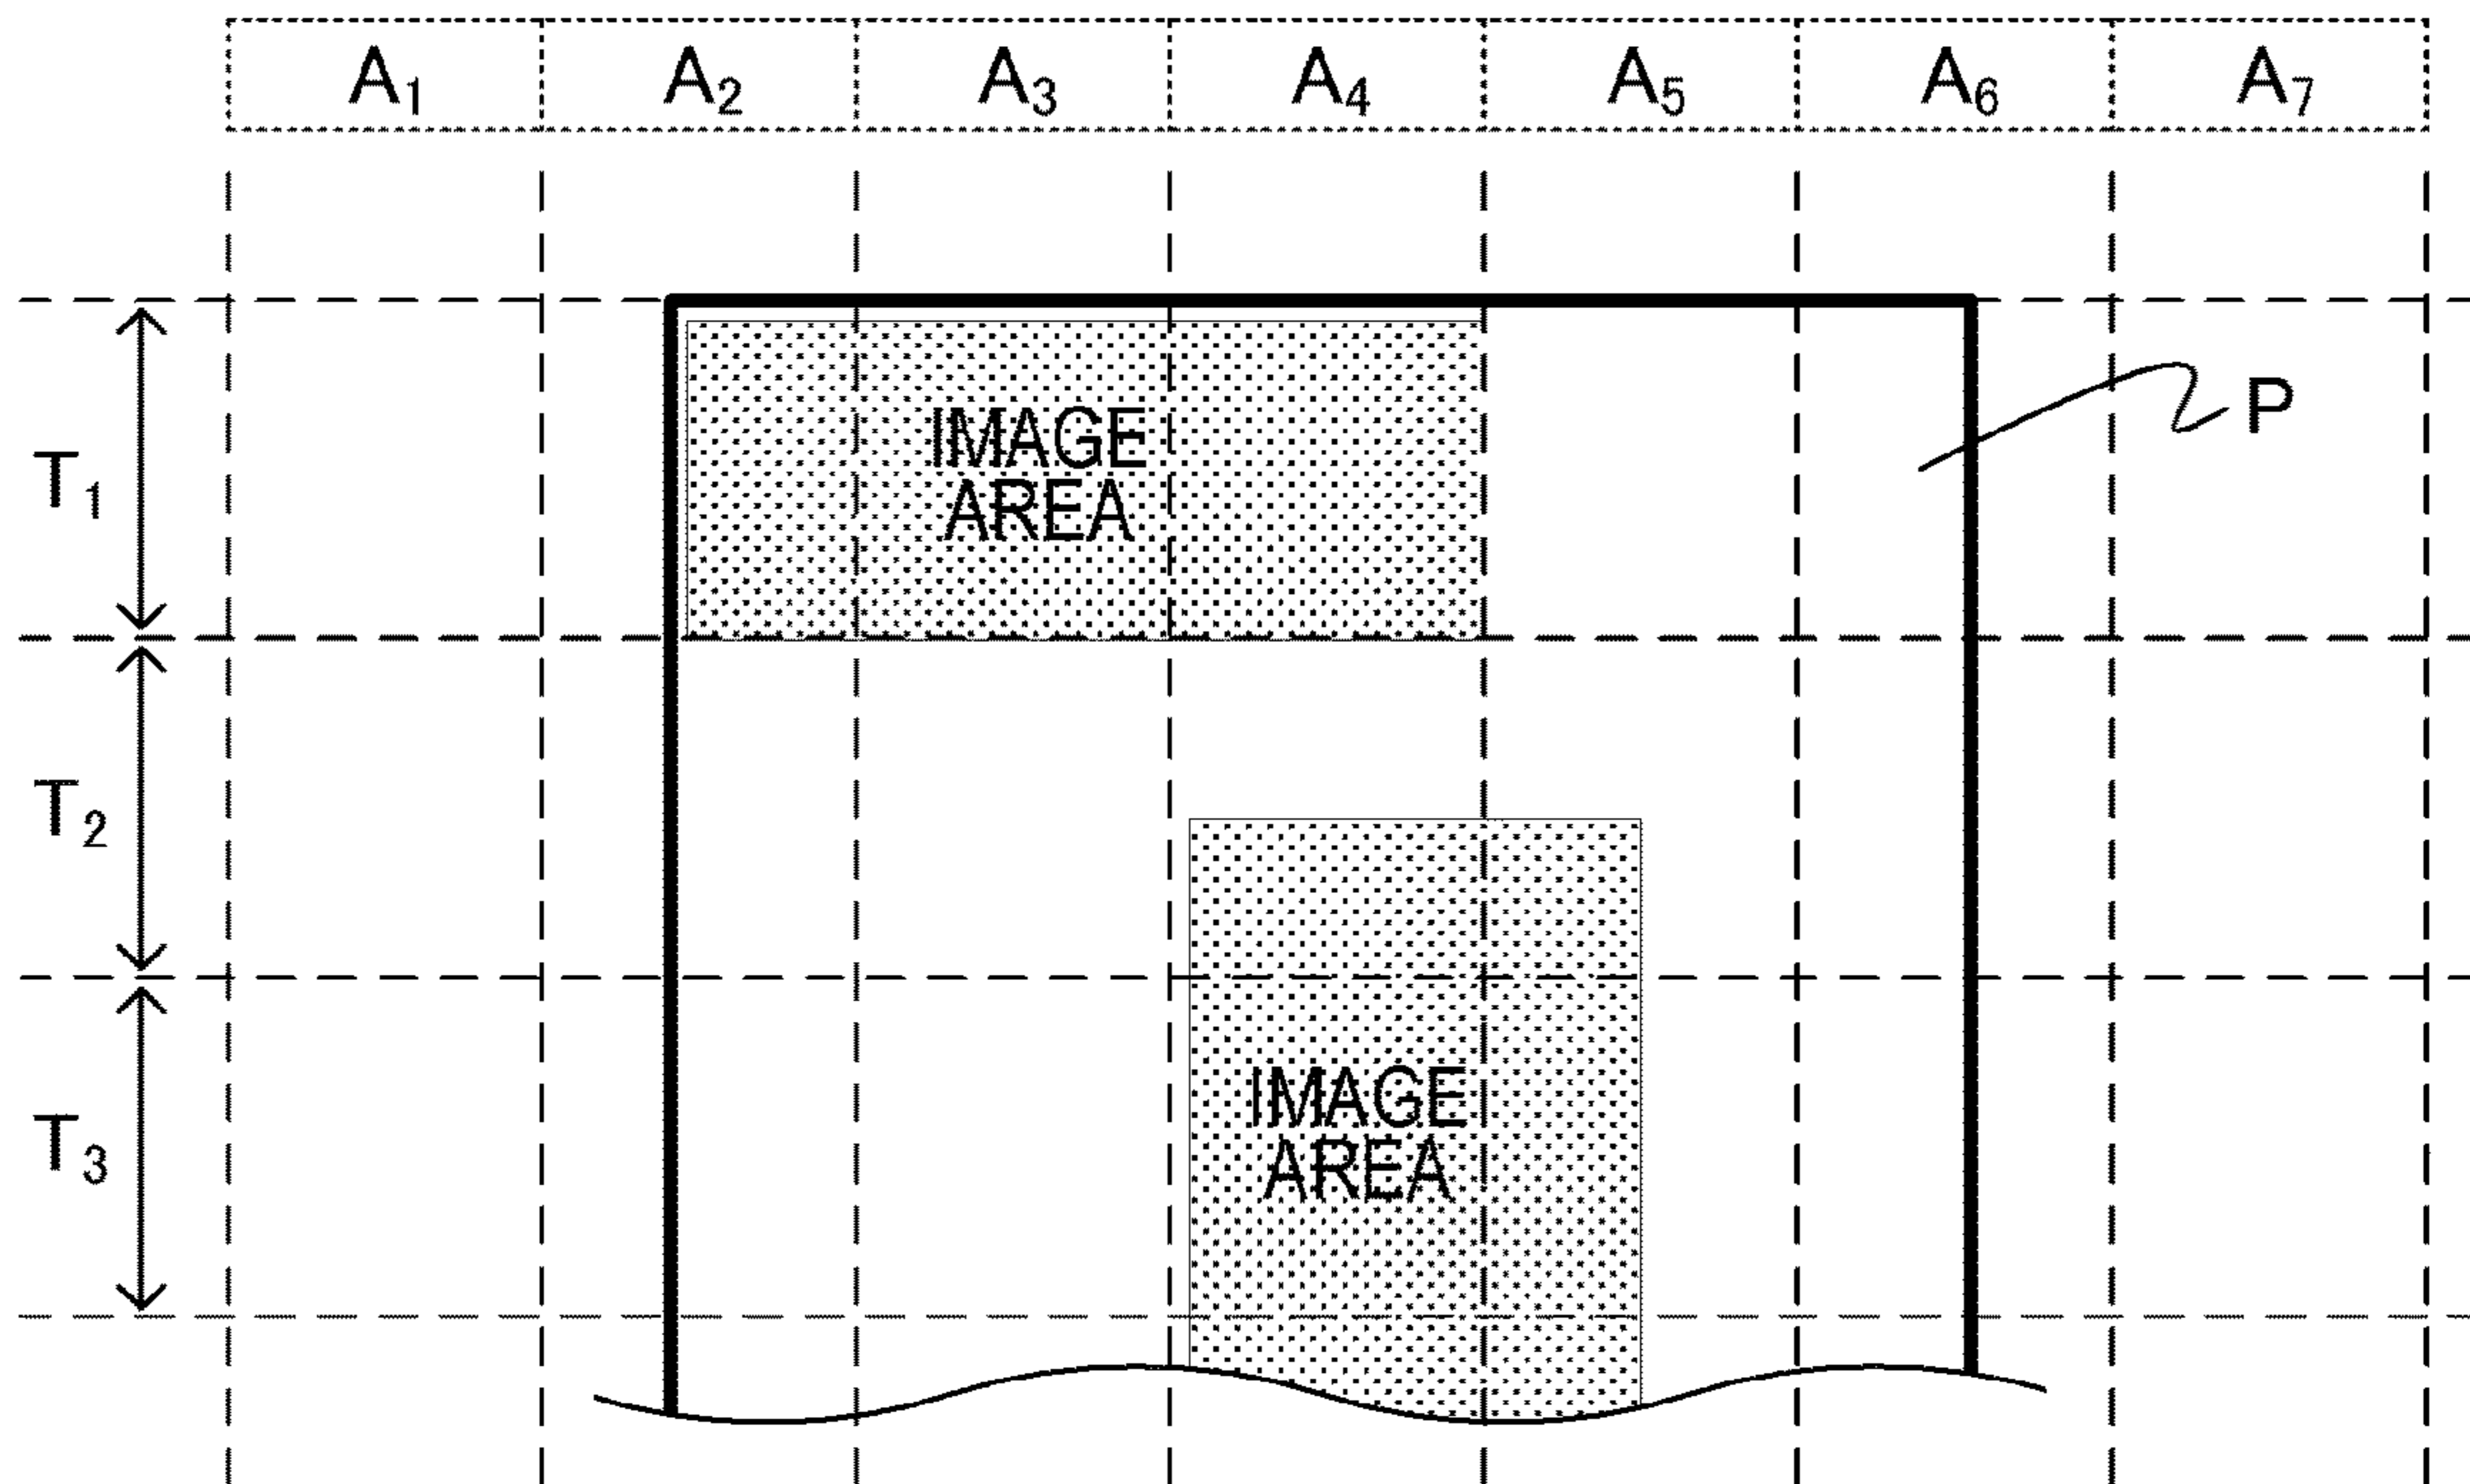 A₁ A₂ A₃ A₄ A₅ A₆ A₇
P
T₁
IMAGE
AREA
T₂
T₃
IMAGE
AREA